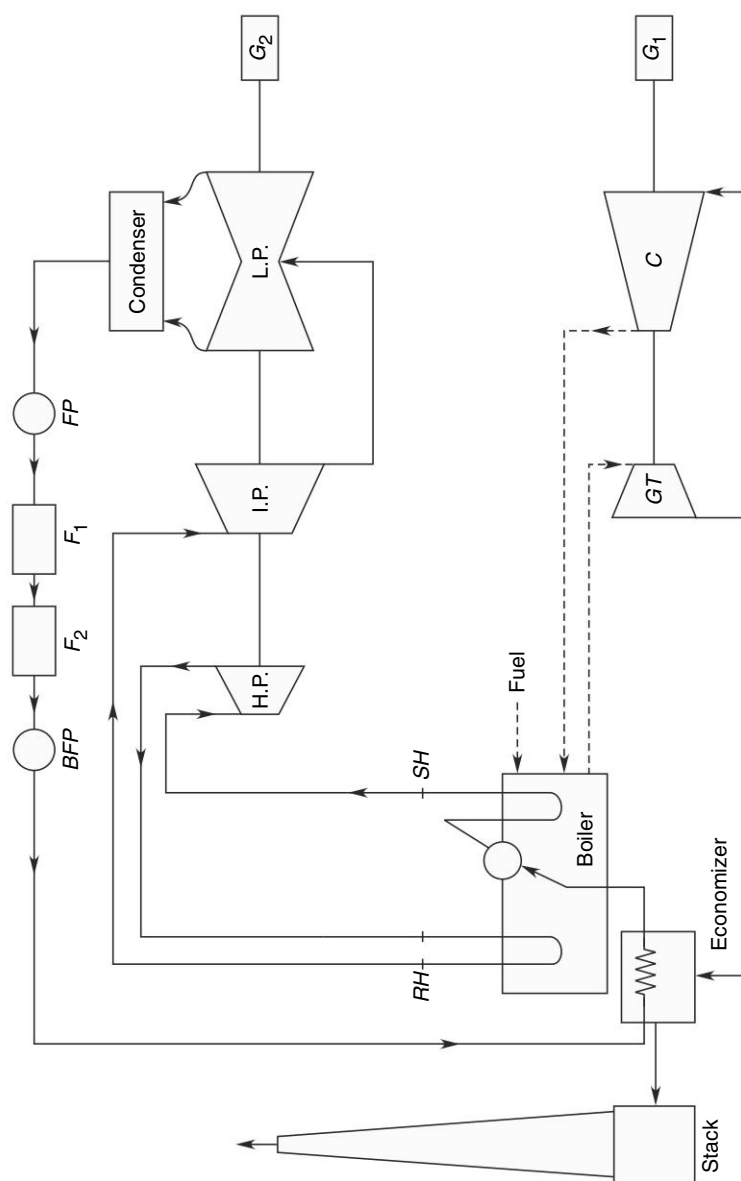 G2
G1
Condenser
L.P.
C
FP
I.P.
GT
F1
F2
H.P.
Fuel
BFP
SH
Boiler
RH
Economizer
Stack